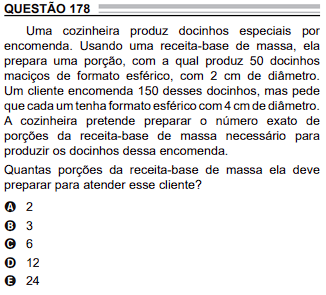 QUESTÃO 178
Uma cozinheira produz docinhos especiais por
encomenda. Usando uma receita-base de massa, ela
prepara uma porção, com a qual produz 50 docinhos
maciços de formato esférico, com 2 cm de diâmetro.
Um cliente encomenda 150 desses docinhos, mas pede
que cada um tenha formato esférico com 4 cm de diâmetro.
A cozinheira pretende preparar o número exato de
porções da receita-base de massa necessário para
produzir os docinhos dessa encomenda.
Quantas porções da receita-base de massa ela deve
preparar para atender esse cliente?
A 2
B 3
C 6
D 12
E 24